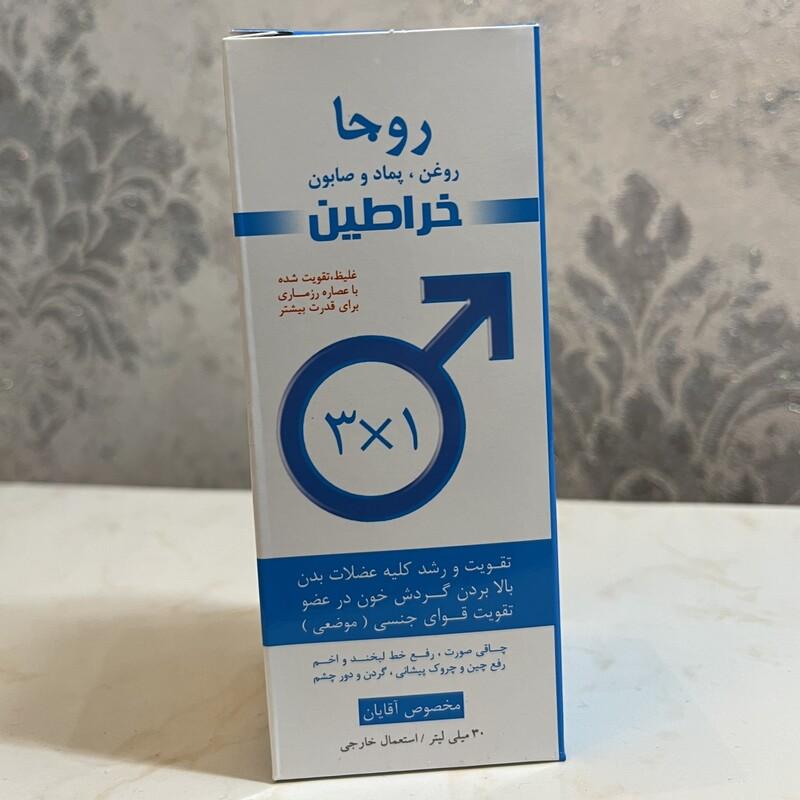 روحا
روغن ، پماد و صابون
خراطین
غلیظ،تقویت شده
با عصاره رزماری
برای قدرت بیشتر
۳×۱
تقویت و رشد کلیه عضلات بدن
بالا بردن گردش خون در عضو
تقویت قوای جنسی ( موضعی )
چاقی صورت ، رفع خط لبخند و اخم
رفع چین و چروک پیشانی ، گردن و دور چشم
مخصوص آقایان
۳۰ میلی لیتر / استعمال خارجی